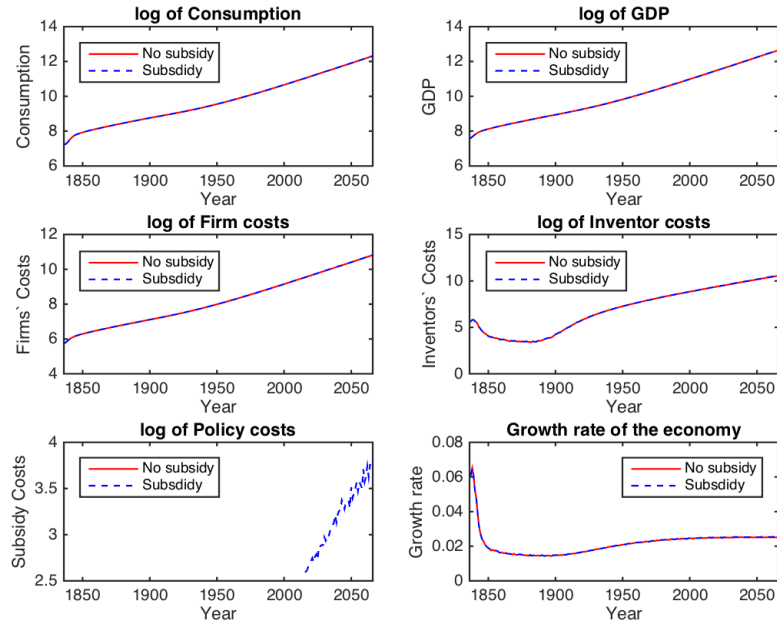 log of Consumption
Consumption
14
12
10
8
6
No subsidy
Subsdidy
1850 1900 1950 2000 2050
Year
log of GDP
GDP
14
12
10
8
6
No subsidy
Subsdidy
1850 1900 1950 2000 2050
Year
log of Firm costs
Firms` Costs
12
10
8
6
4
No subsidy
Subsdidy
1850 1900 1950 2000 2050
Year
log of Inventor costs
Inventors` Costs
15
10
5
0
No subsidy
Subsdidy
1850 1900 1950 2000 2050
Year
log of Policy costs
Subsidy Costs
4
3.5
3
2.5
No subsidy
Subsdidy
1850 1900 1950 2000 2050
Year
Growth rate of the economy
Growth rate
0.08
0.06
0.04
0.02
0
No subsidy
Subsdidy
1850 1900 1950 2000 2050
Year